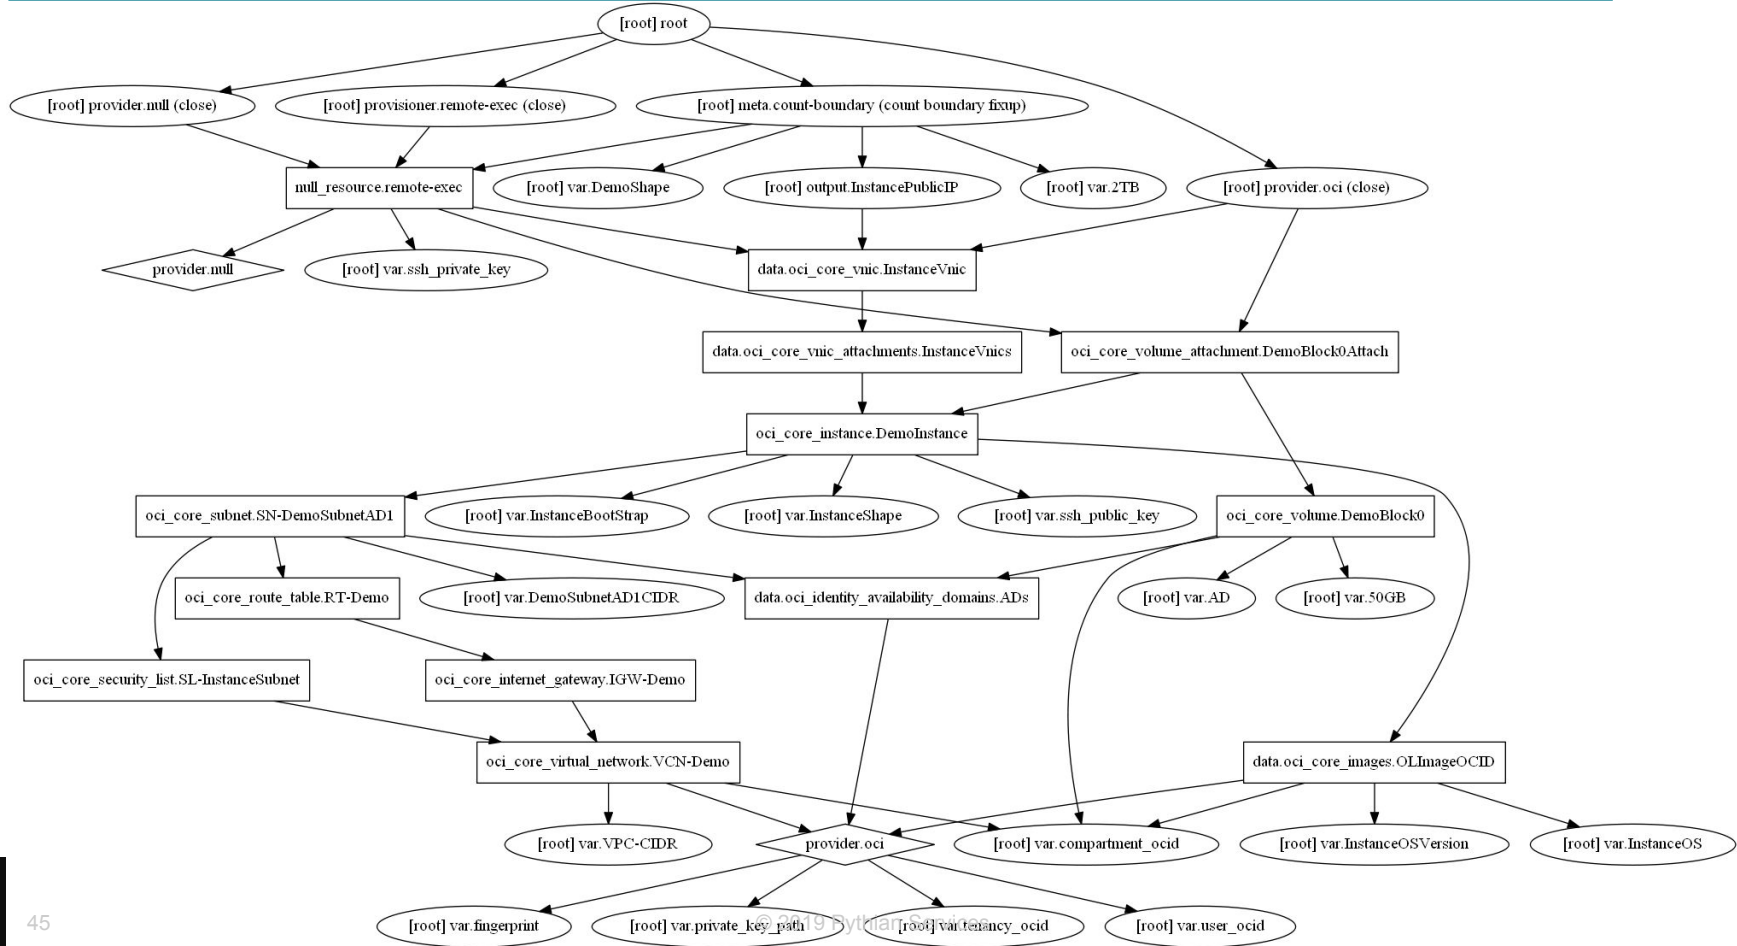 [root] root
[root] provider.null (close)
[root] provisioner.remote-exec (close)
[root] meta.count-boundary (count boundary fixup)
null_resource.remote-exec
[root] var.DemoShape
[root] output.InstancePublicIP
[root] var.2TB
[root] provider.oci (close)
provider.null
[root] var.ssh_private_key
data.oci_core_vnic.InstanceVnic
data.oci_core_vnic_attachments.InstanceVnics
oci_core_volume_attachment.DemoBlock0Attach
oci_core_instance.DemoInstance
oci_core_subnet.SN-DemoSubnetAD1
[root] var.InstanceBootStrap
[root] var.InstanceShape
[root] var.ssh_public_key
oci_core_volume.DemoBlock0
oci_core_route_table.RT-Demo
[root] var.DemoSubnetAD1CIDR
data.oci_identity_availability_domains.ADs
[root] var.AD
[root] var.50GB
oci_core_security_list.SL-InstanceSubnet
oci_core_internet_gateway.IGW-Demo
oci_core_virtual_network.VCN-Demo
data.oci_core_images.OLImageOCID
[root] var.VPC-CIDR
provider.oci
[root] var.compartment_ocid
[root] var.InstanceOSVersion
[root] var.InstanceOS
45
[root] var.fingerprint
[root] var.private_key_path
© 2019 Pythian Services
[root] var.tenancy_ocid
[root] var.user_ocid